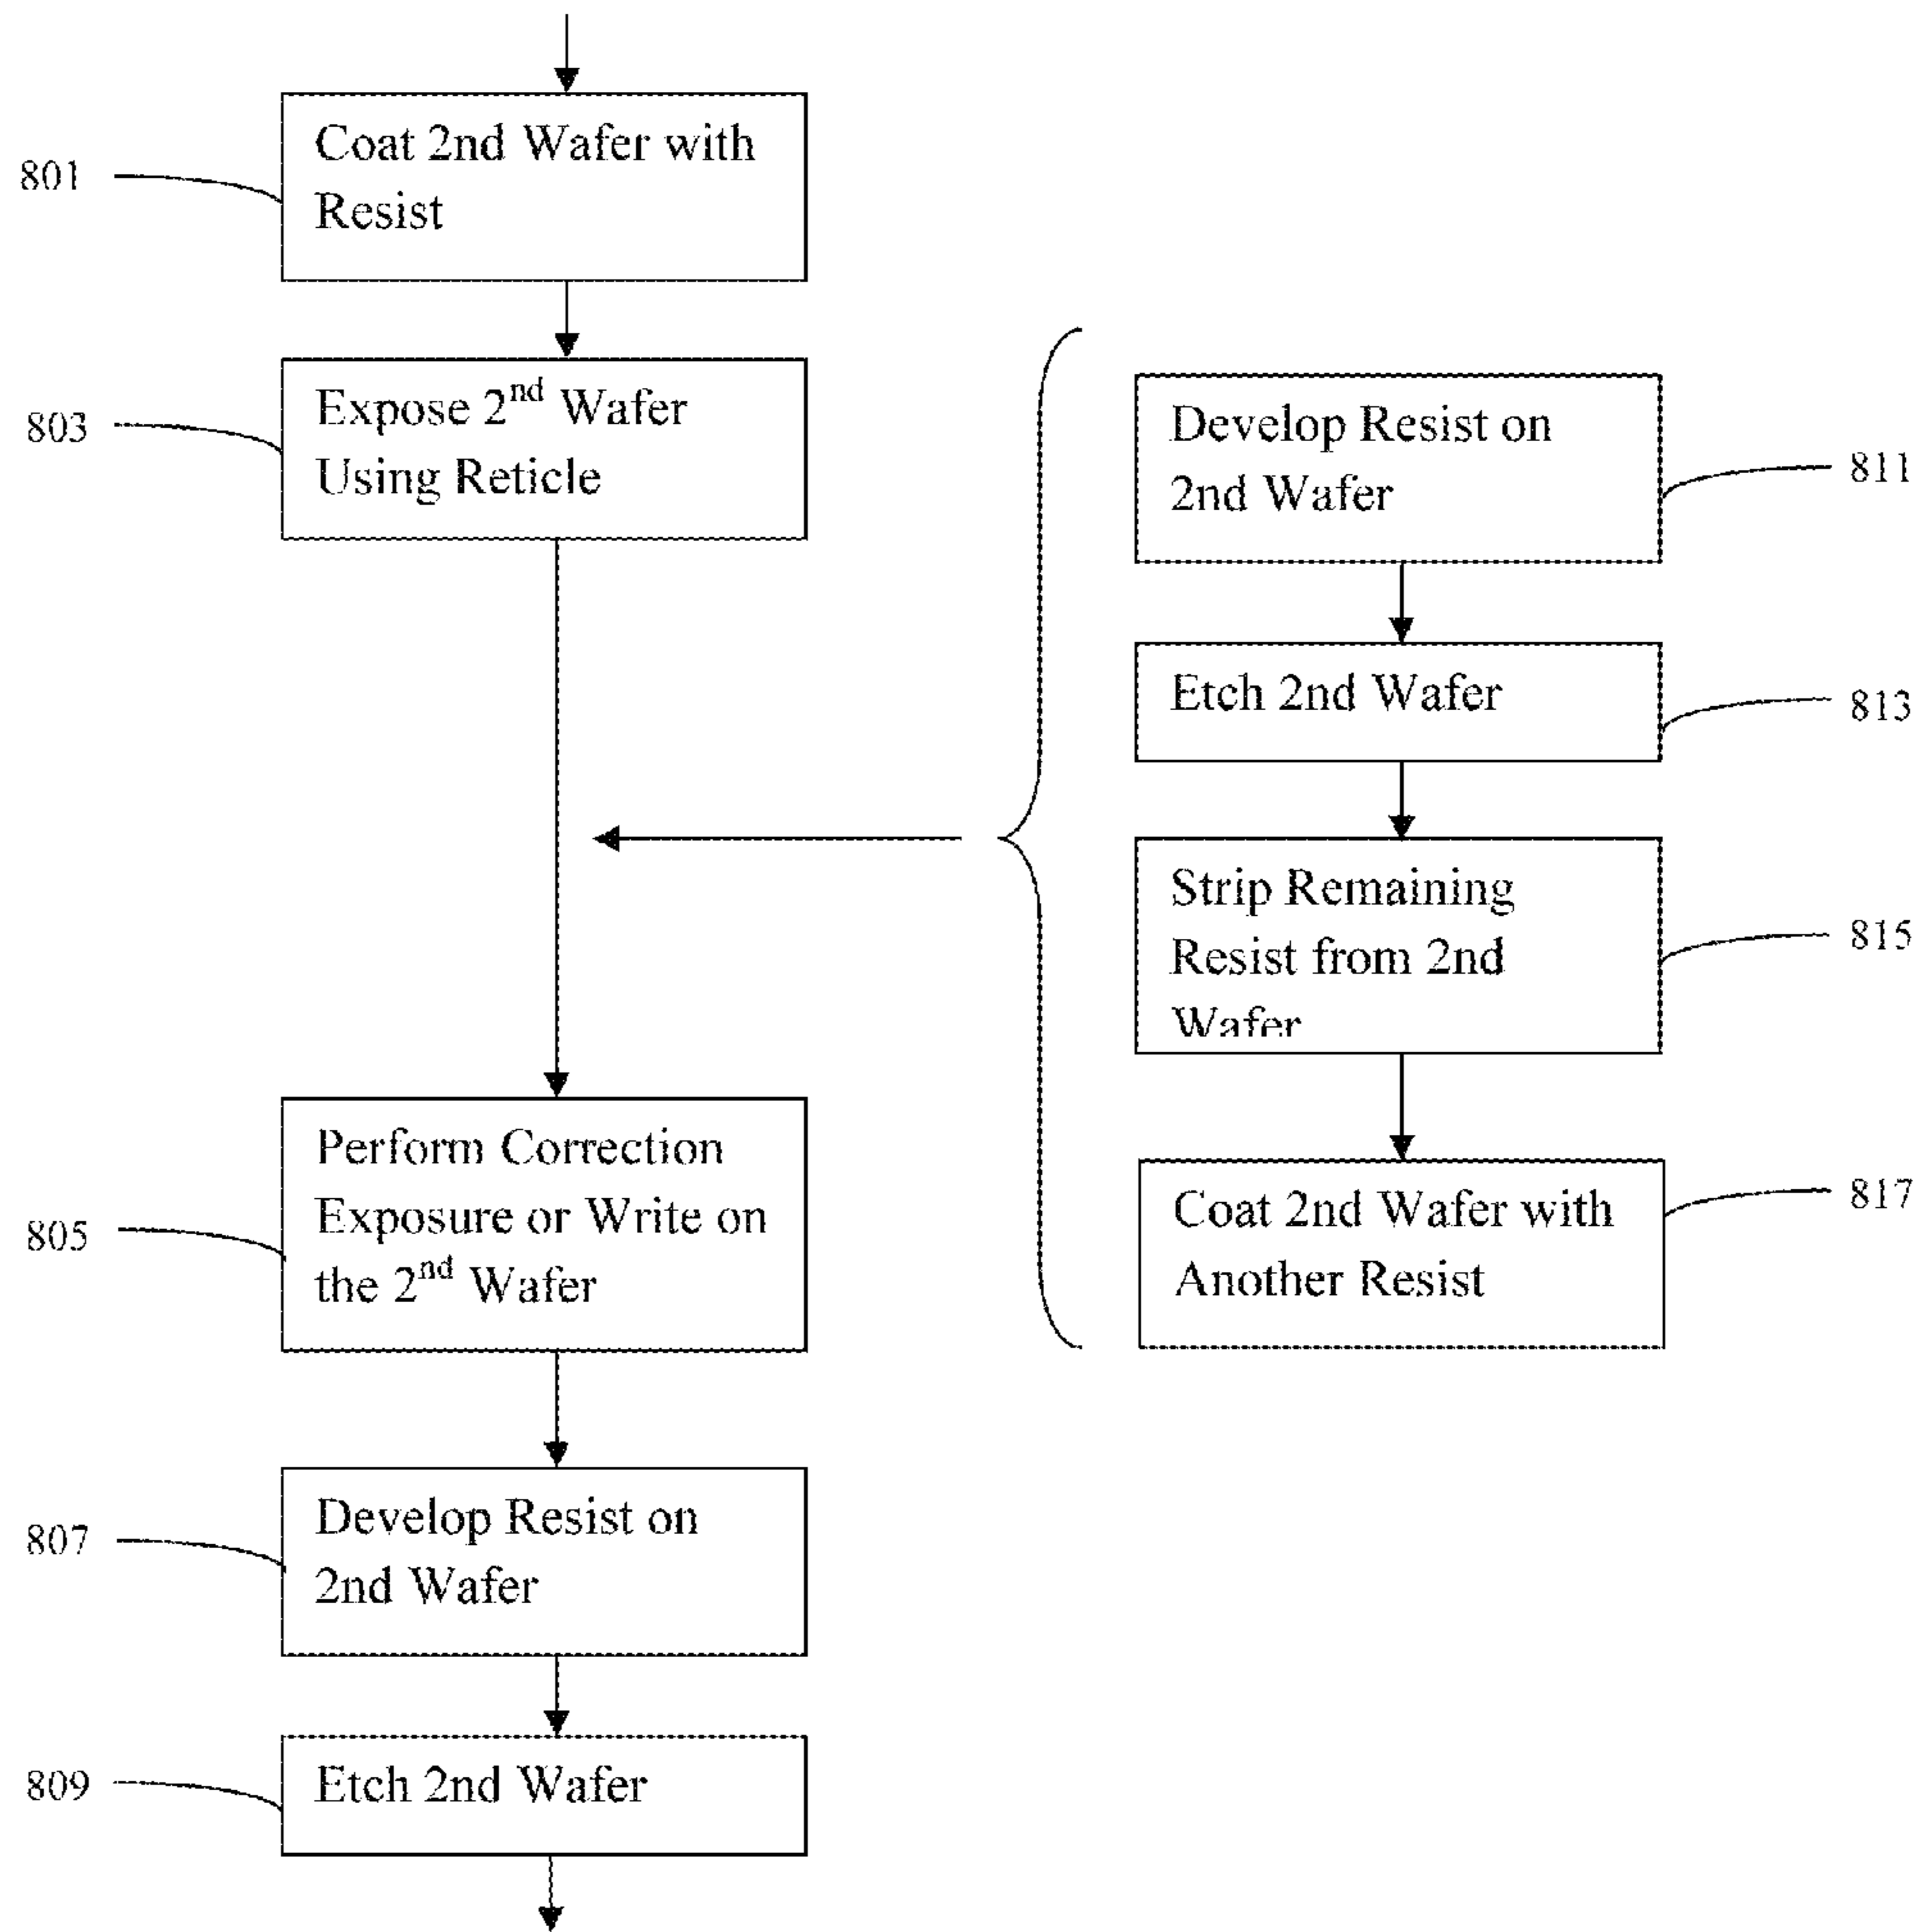 801
Coat 2nd Wafer with
Resist
803
Expose 2nd Wafer
Using Reticle
805
Perform Correction
Exposure or Write on
the 2nd Wafer
807
Develop Resist on
2nd Wafer
809
Etch 2nd Wafer
Develop Resist on
2nd Wafer
811
Etch 2nd Wafer
813
Strip Remaining
Resist from 2nd
Wafer
815
Coat 2nd Wafer with
Another Resist
817